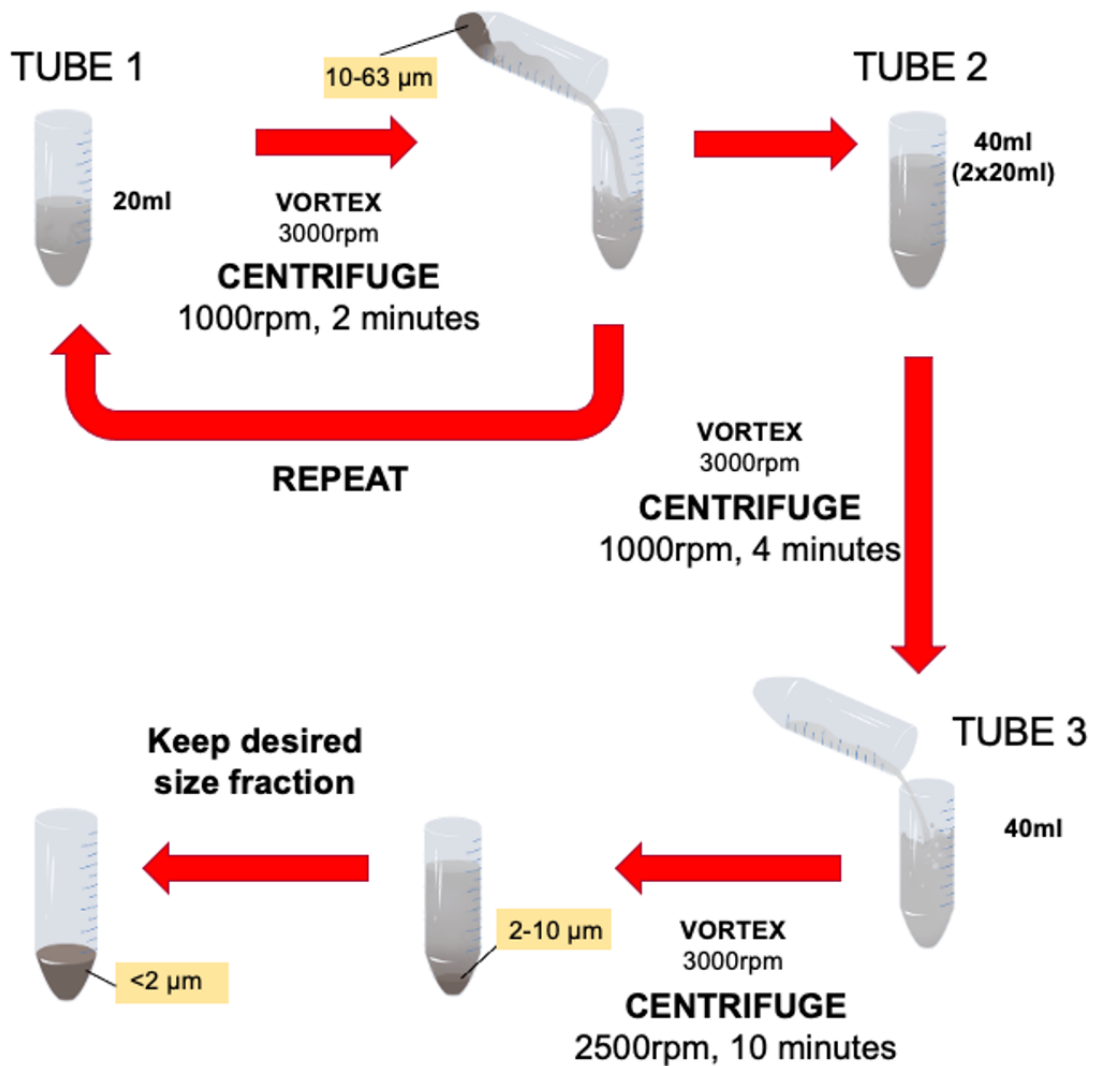 TUBE 1
10-63 µm
TUBE 2
20ml
40ml
(2x20ml)
VORTEX
3000rpm
CENTRIFUGE
1000rpm, 2 minutes
REPEAT
VORTEX
3000rpm
CENTRIFUGE
1000rpm, 4 minutes
TUBE 3
40ml
Keep desired
size fraction
2-10 µm
<2 µm
VORTEX
3000rpm
CENTRIFUGE
2500rpm, 10 minutes